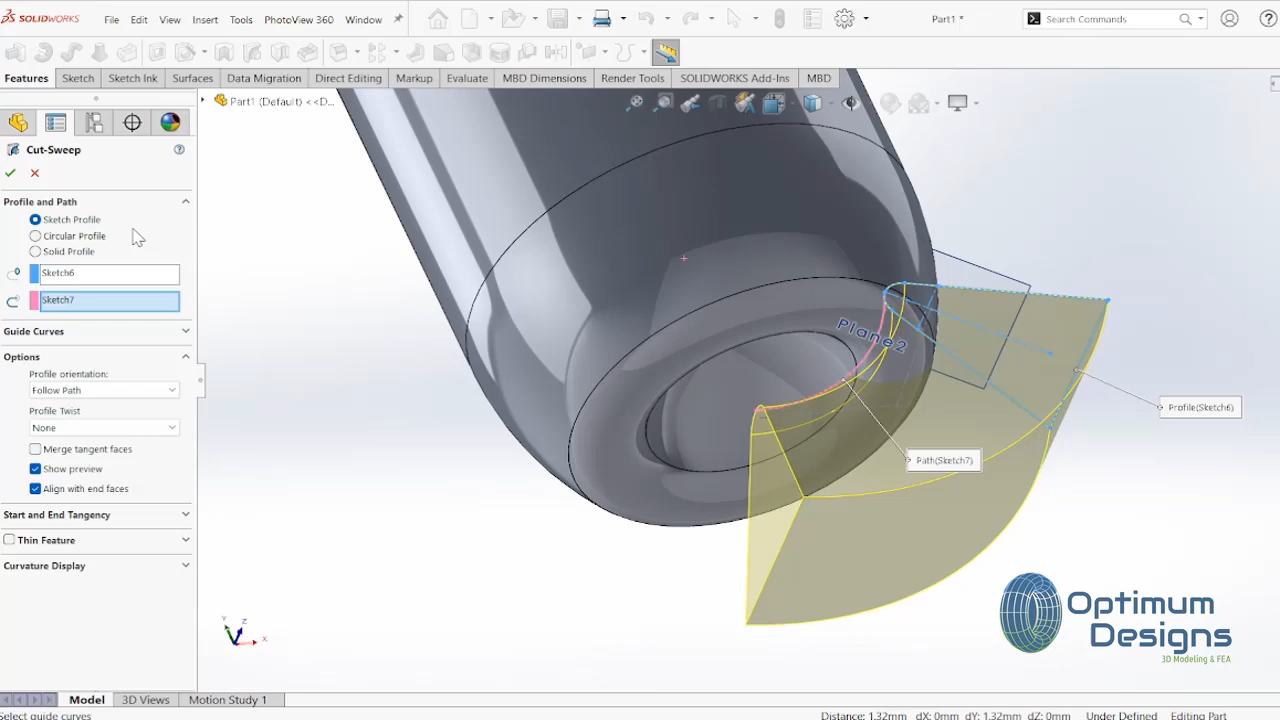 SOLIDWORKS
File Edit View Insert Tools PhotoView 360 Window
Part1 *
Search Commands
Features Sketch Sketch Ink Surfaces Data Migration Direct Editing Markup Evaluate MBD Dimensions Render Tools SOLIDWORKS Add-Ins MBD
Part1 (Default) <<D...
Cut-Sweep
Profile and Path
Sketch Profile
Circular Profile
Solid Profile
Sketch6
Sketch7
Guide Curves
Options
Profile orientation:
Follow Path
Profile Twist
None
Merge tangent faces
Show preview
Align with end faces
Start and End Tangency
Thin Feature
Curvature Display
Plane2
Profile(Sketch6)
Path(Sketch7)
Y
Z
X
Optimum
Designs
3D Modeling & FEA
Model 3D Views Motion Study 1
Select guide curves
Distance: 1.32mm dX: 0mm dY: 1.32mm dZ: 0mm Under Defined Editing Part